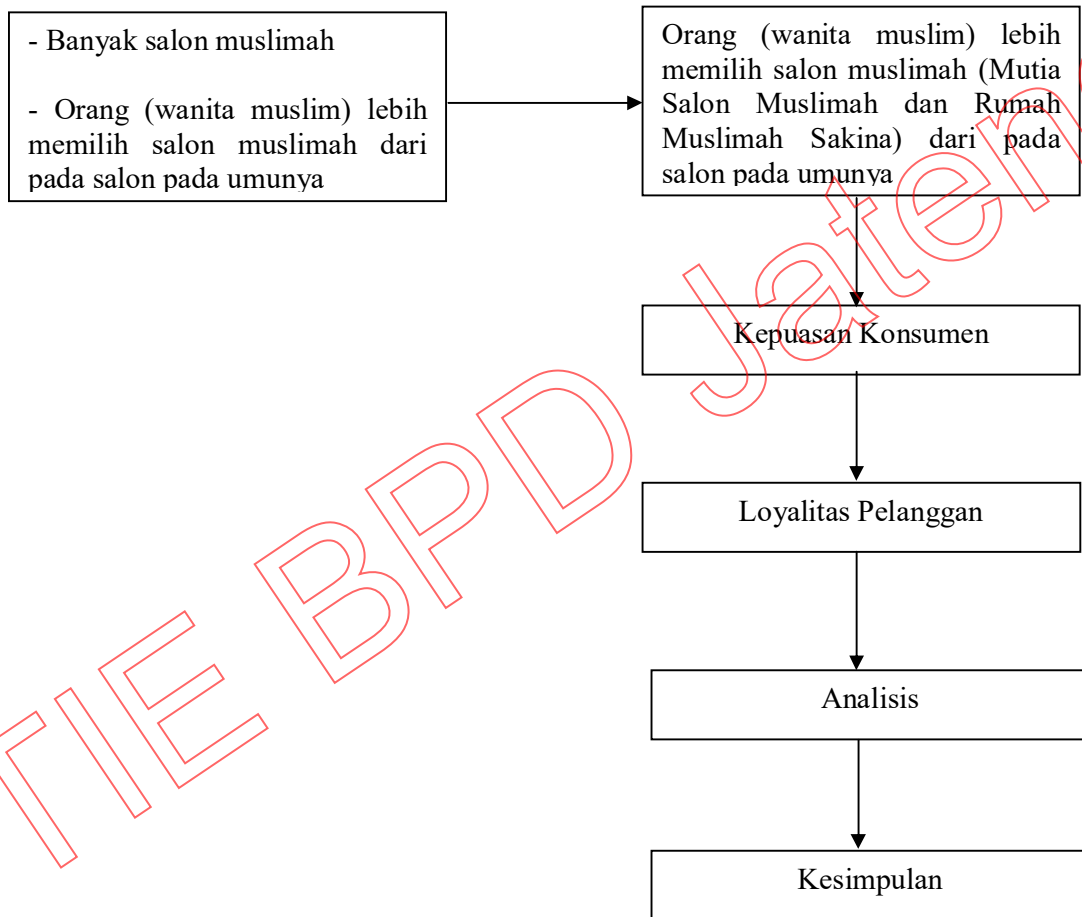 - Banyak salon muslimah
- Orang (wanita muslim) lebih
memilih salon muslimah dari
pada salon pada umunya
Orang (wanita muslim) lebih
memilih salon muslimah (Mutia
Salon Muslimah dan Rumah
Muslimah Sakina) dari pada
salon pada umunya
Kepuasan Konsumen
Loyalitas Pelanggan
Analisis
Kesimpulan
TIE BPD Jaten